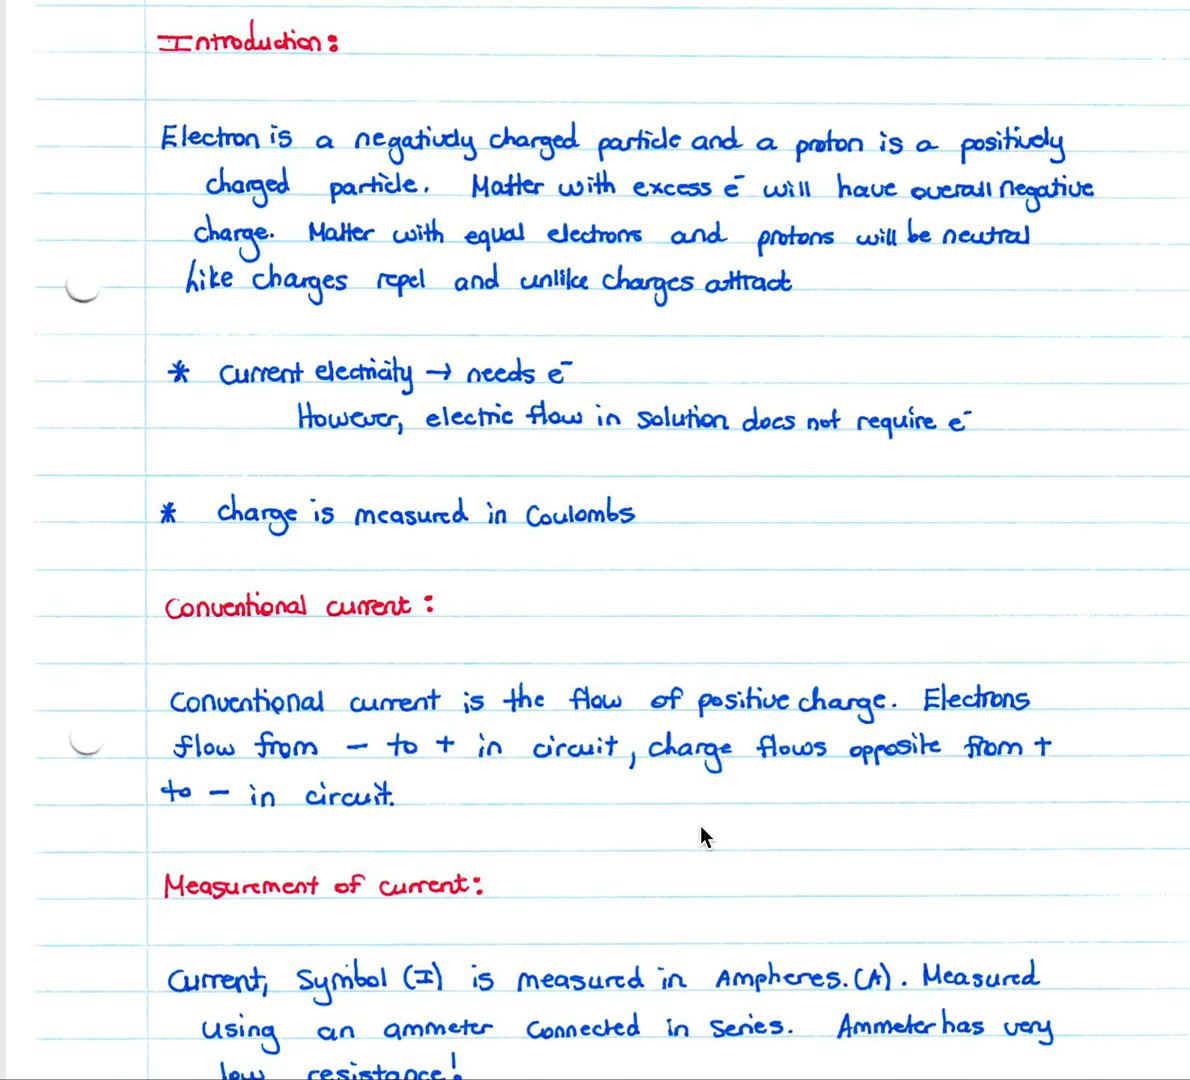 Introduction:
Electron is a negatively charged particle and a proton is a positively
charged particle. Matter with excess e⁻ will have overall negative
charge. Matter with equal electrons and protons will be neutral
like charges repel and unlike charges attract
* current electricity → needs e⁻
However, electric flow in solution does not require e⁻
* charge is measured in Coulombs
Conventional current:
Conventional current is the flow of positive charge. Electrons
flow from - to + in circuit, charge flows opposite from +
to - in circuit.
Measurement of current:
Current, Symbol (I) is measured in Ampheres.(A). Measured
using an ammeter connected in series. Ammeter has very
low resistance!